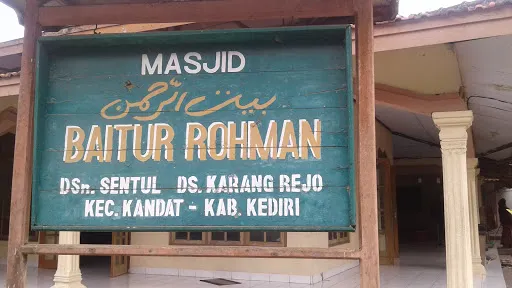 MASJID
بيت الرحمن
BAITUR ROHMAN
DSn. SENTUL DS. KARANG REJO
KEC. KANDAT - KAB. KEDIRI